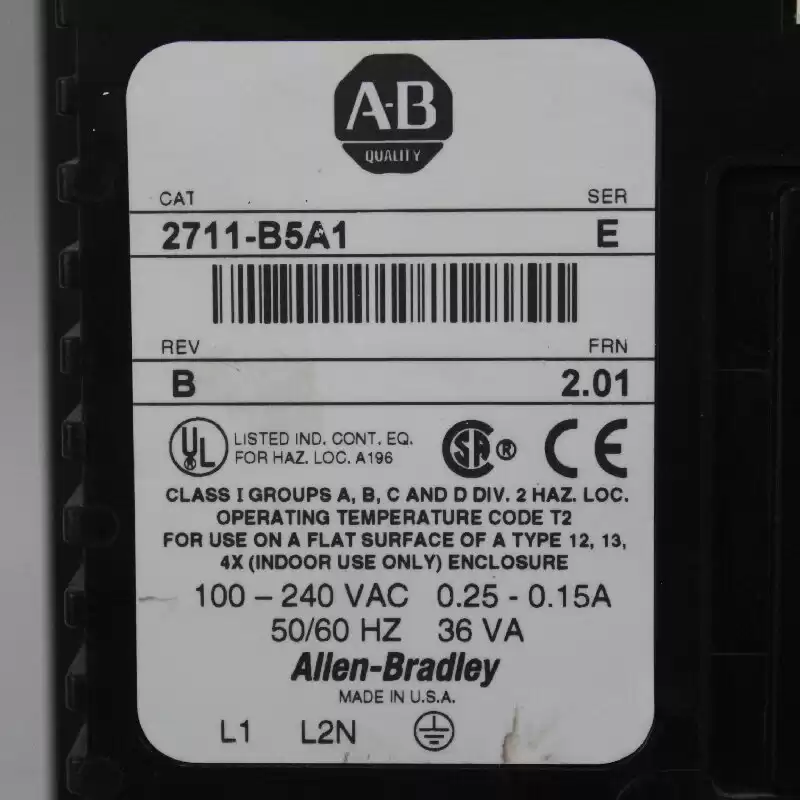 A-B
QUALITY
CAT SER
2711-B5A1 E
REV FRN
B 2.01
UL LISTED IND. CONT. EQ.
FOR HAZ. LOC. A196
SA ® CE
CLASS I GROUPS A, B, C AND D DIV. 2 HAZ. LOC.
OPERATING TEMPERATURE CODE T2
FOR USE ON A FLAT SURFACE OF A TYPE 12, 13,
4X (INDOOR USE ONLY) ENCLOSURE
100 – 240 VAC 0.25 - 0.15A
50/60 HZ 36 VA
Allen-Bradley
MADE IN U.S.A.
L1 L2N